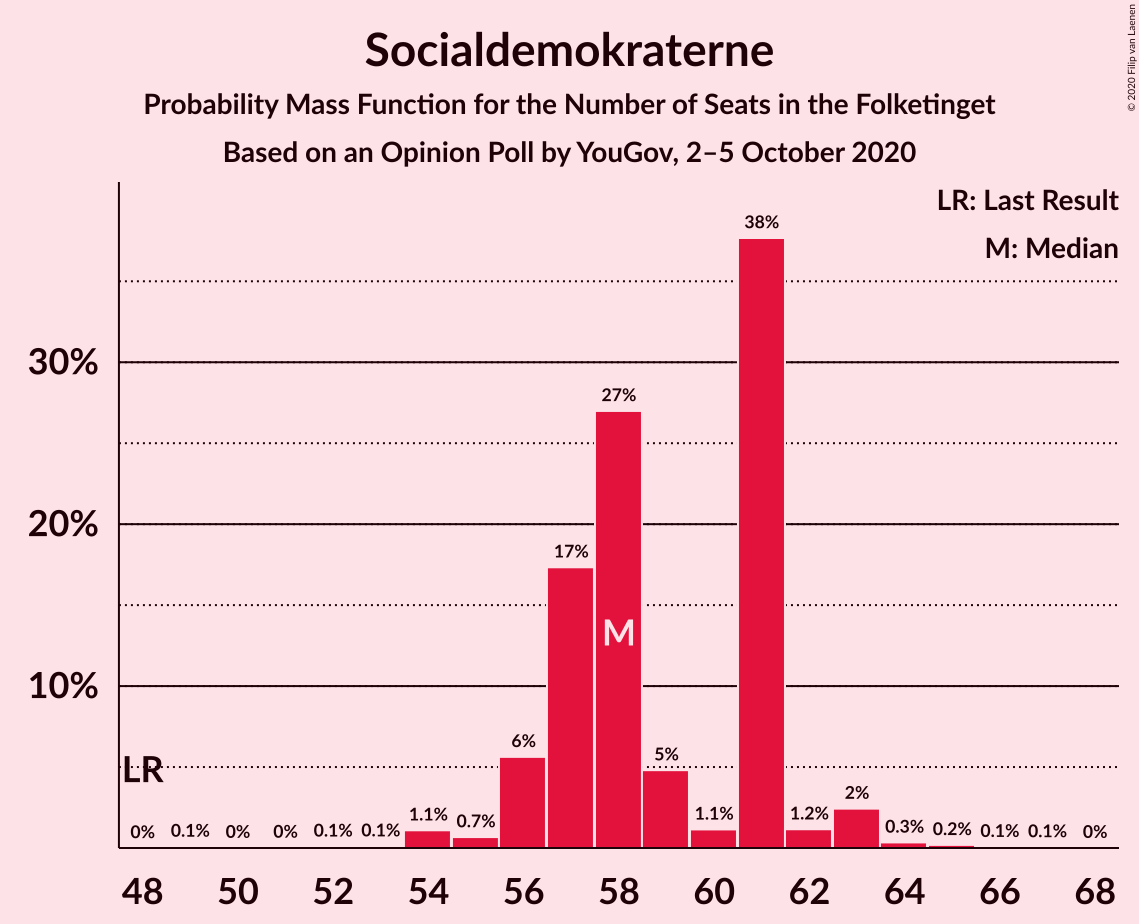 Socialdemokraterne
Probability Mass Function for the Number of Seats in the Folketinget
Based on an Opinion Poll by YouGov, 2–5 October 2020
© 2020 Filip van Laenen
LR: Last Result
M: Median
38%
30%
27%
20%
17%
M
10%
6%
5%
LR
2%
0% 0.1% 0% 0% 0.1% 0.1% 1.1% 0.7% 1.1% 1.2% 0.3% 0.2% 0.1% 0.1% 0%
48 50 52 54 56 58 60 62 64 66 68